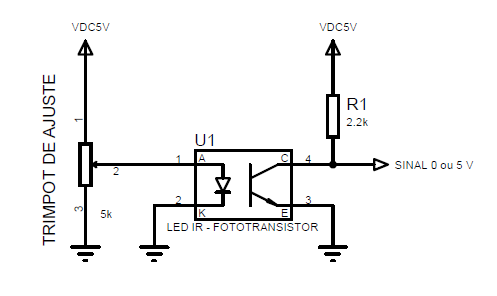 VDC5V
VDC5V
TRIMPOT DE AJUSTE
1
2
3
5k
U1
1
A
C
4
2
K
E
3
LED IR - FOTOTRANSISTOR
R1
2.2k
SINAL 0 ou 5 V